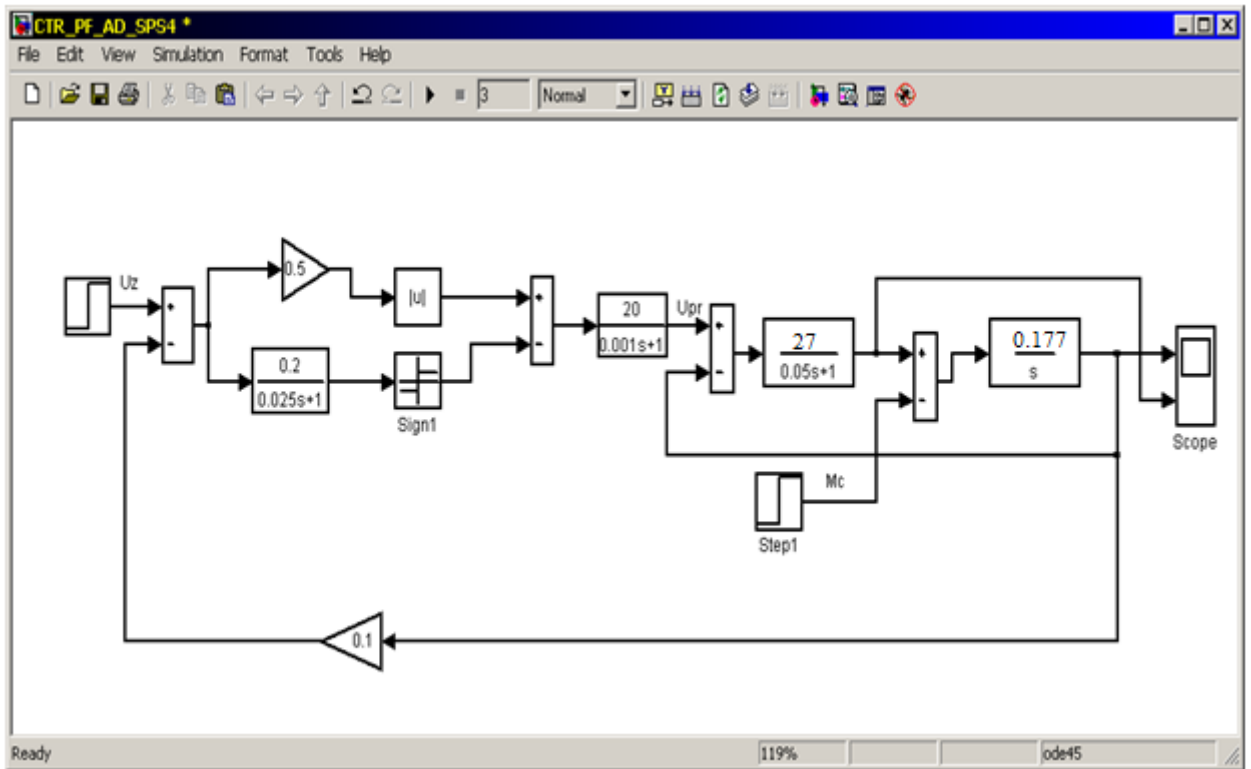 CTR_PF_AD_SPS4 *
File Edit View Simulation Format Tools Help
3 Normal
Uz
+
-
0.5
|u|
0.2
0.025s+1
Sign1
+
-
20
0.001s+1
Upr
+
-
27
0.05s+1
+
-
0.177
s
Scope
Mc
Step1
0.1
Ready 119% ode45